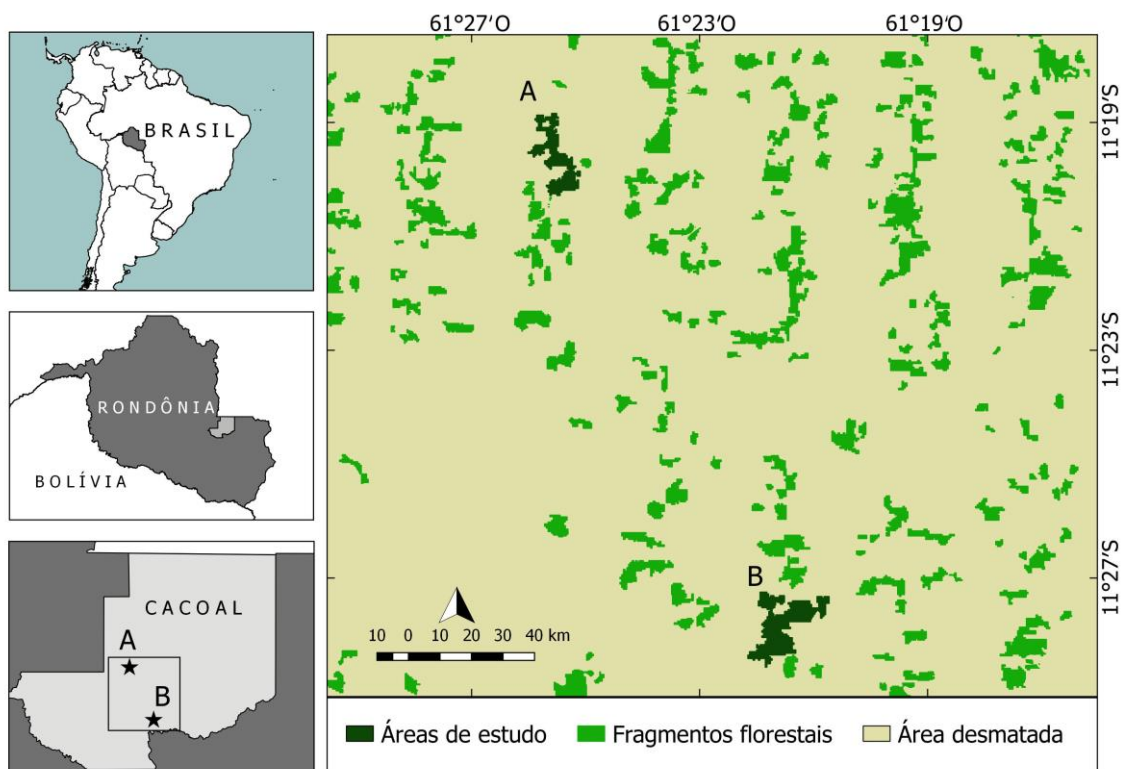 BRASIL
RONDÔNIA
BOLÍVIA
CACOAL
A
B
61°27′O 61°23′O 61°19′O
A
11°19′S
11°23′S
11°27′S
B
10 0 10 20 30 40 km
Áreas de estudo Fragmentos florestais Área desmatada